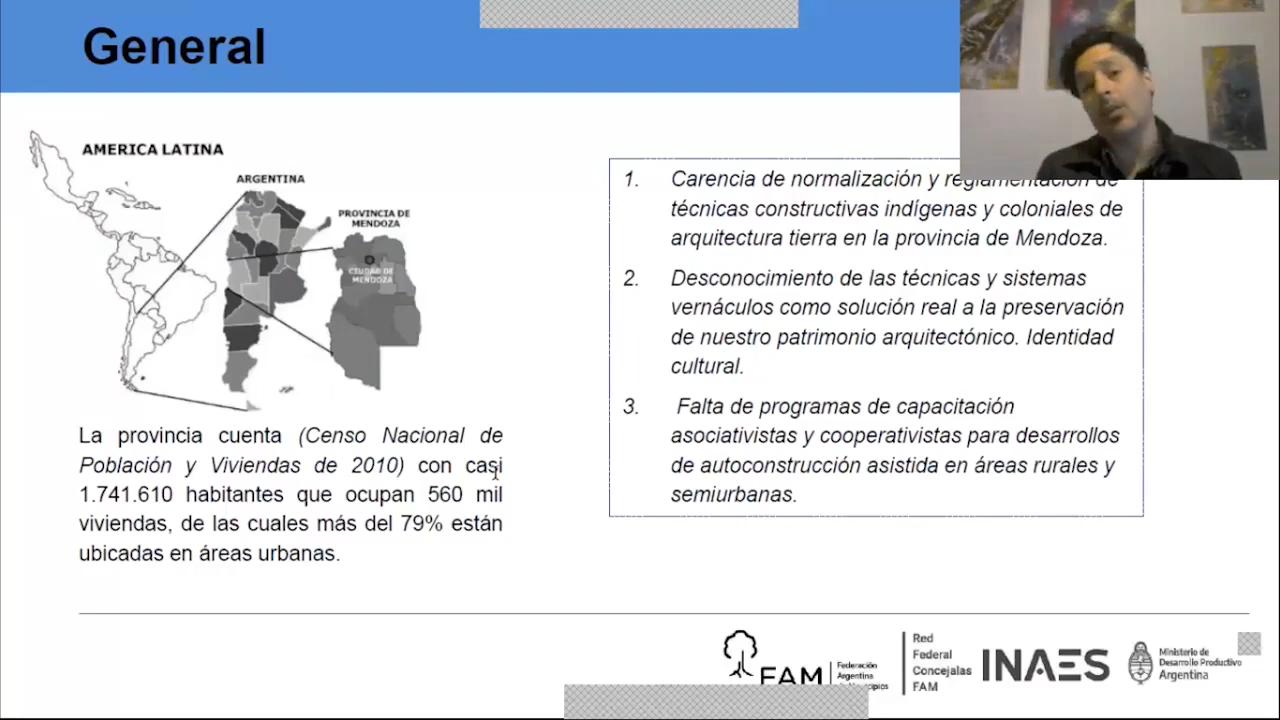 General
AMERICA LATINA
ARGENTINA
PROVINCIA DE
MENDOZA
CIUDAD DE
MENDOZA
La provincia cuenta (Censo Nacional de
Población y Viviendas de 2010) con casi
1.741.610 habitantes que ocupan 560 mil
viviendas, de las cuales más del 79% están
ubicadas en áreas urbanas.
1. Carencia de normalización y reglamentación de
técnicas constructivas indígenas y coloniales de
arquitectura tierra en la provincia de Mendoza.
2. Desconocimiento de las técnicas y sistemas
vernáculos como solución real a la preservación
de nuestro patrimonio arquitectónico. Identidad
cultural.
3. Falta de programas de capacitación
asociativistas y cooperativistas para desarrollos
de autoconstrucción asistida en áreas rurales y
semiurbanas.
FAM
Federación
Argentina
Red
Federal
Concejalas
FAM
INAES
Ministerio de
Desarrollo Productivo
Argentina